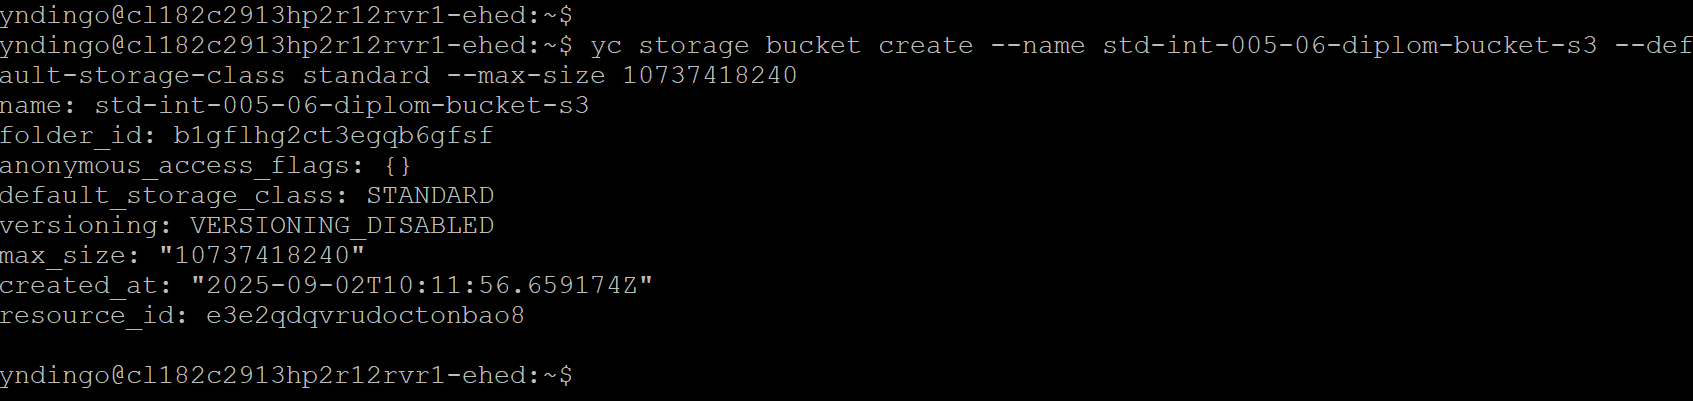 yndingo@cl182c2913hp2r12rvr1-ehed:~$
yndingo@cl182c2913hp2r12rvr1-ehed:~$ yc storage bucket create --name std-int-005-06-diplom-bucket-s3 --def
ault-storage-class standard --max-size 10737418240
name: std-int-005-06-diplom-bucket-s3
folder_id: b1gflhg2ct3egqb6gfsf
anonymous_access_flags: {}
default_storage_class: STANDARD
versioning: VERSIONING_DISABLED
max_size: "10737418240"
created_at: "2025-09-02T10:11:56.659174Z"
resource_id: e3e2qdqvrudoctonbao8
yndingo@cl182c2913hp2r12rvr1-ehed:~$